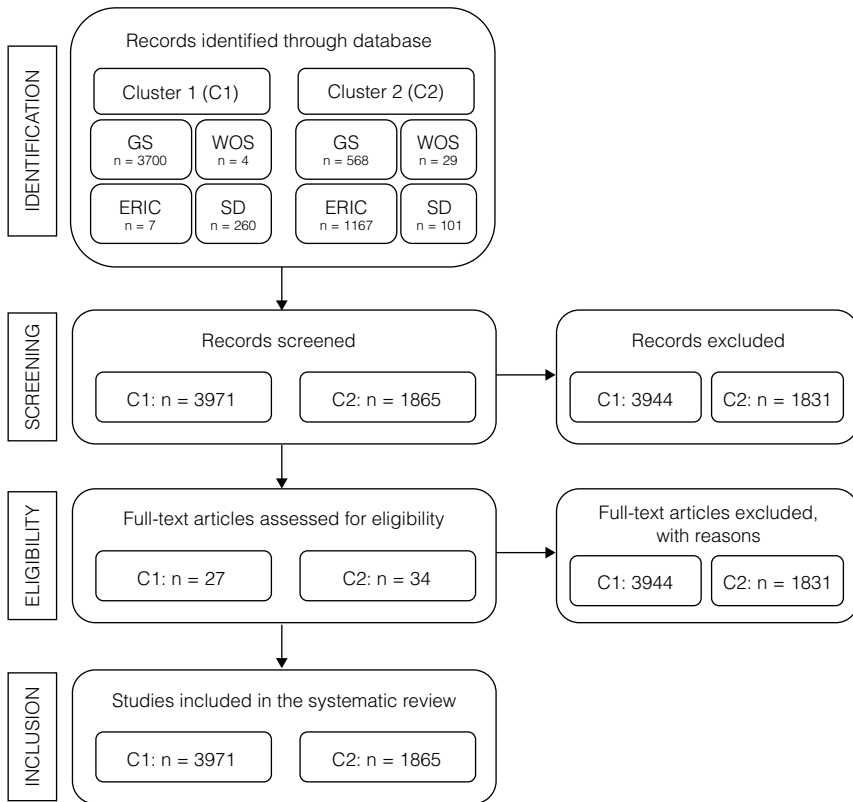 IDENTIFICATION
Records identified through database
Cluster 1 (C1)
Cluster 2 (C2)
GS
n = 3700
WOS
n = 4
GS
n = 568
WOS
n = 29
ERIC
n = 7
SD
n = 260
ERIC
n = 1167
SD
n = 101
SCREENING
Records screened
C1: n = 3971
C2: n = 1865
Records excluded
C1: 3944
C2: n = 1831
ELIGIBILITY
Full-text articles assessed for eligibility
C1: n = 27
C2: n = 34
Full-text articles excluded,
with reasons
C1: 3944
C2: n = 1831
INCLUSION
Studies included in the systematic review
C1: n = 3971
C2: n = 1865